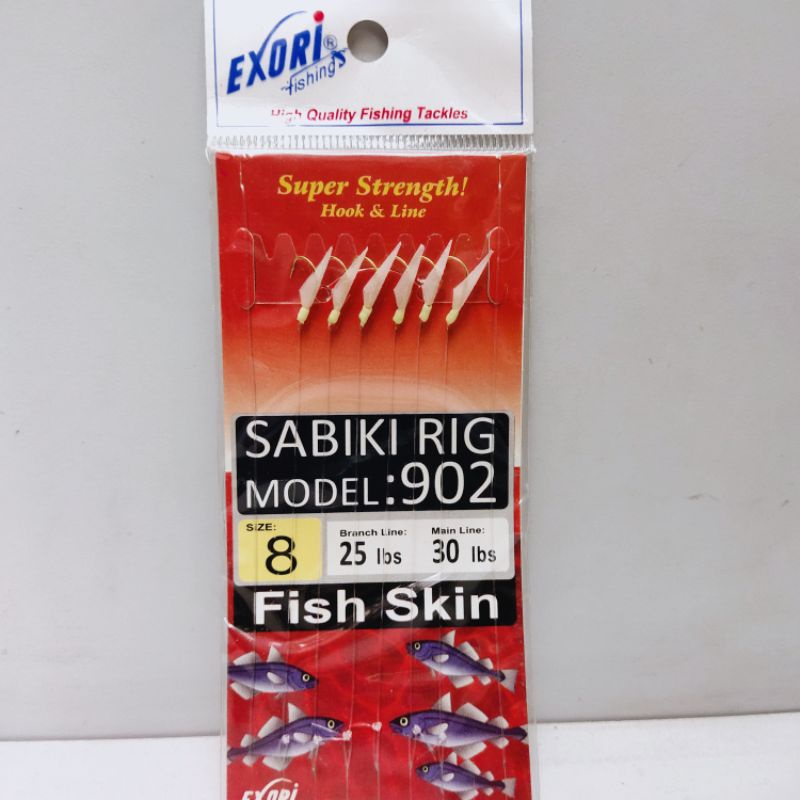 EXORI®
fishing
High Quality Fishing Tackles
Super Strength!
Hook & Line
SABIKI RIG
MODEL:902
SIZE:
8
Branch Line:
25 lbs
Main Line:
30 lbs
Fish Skin
EXORI